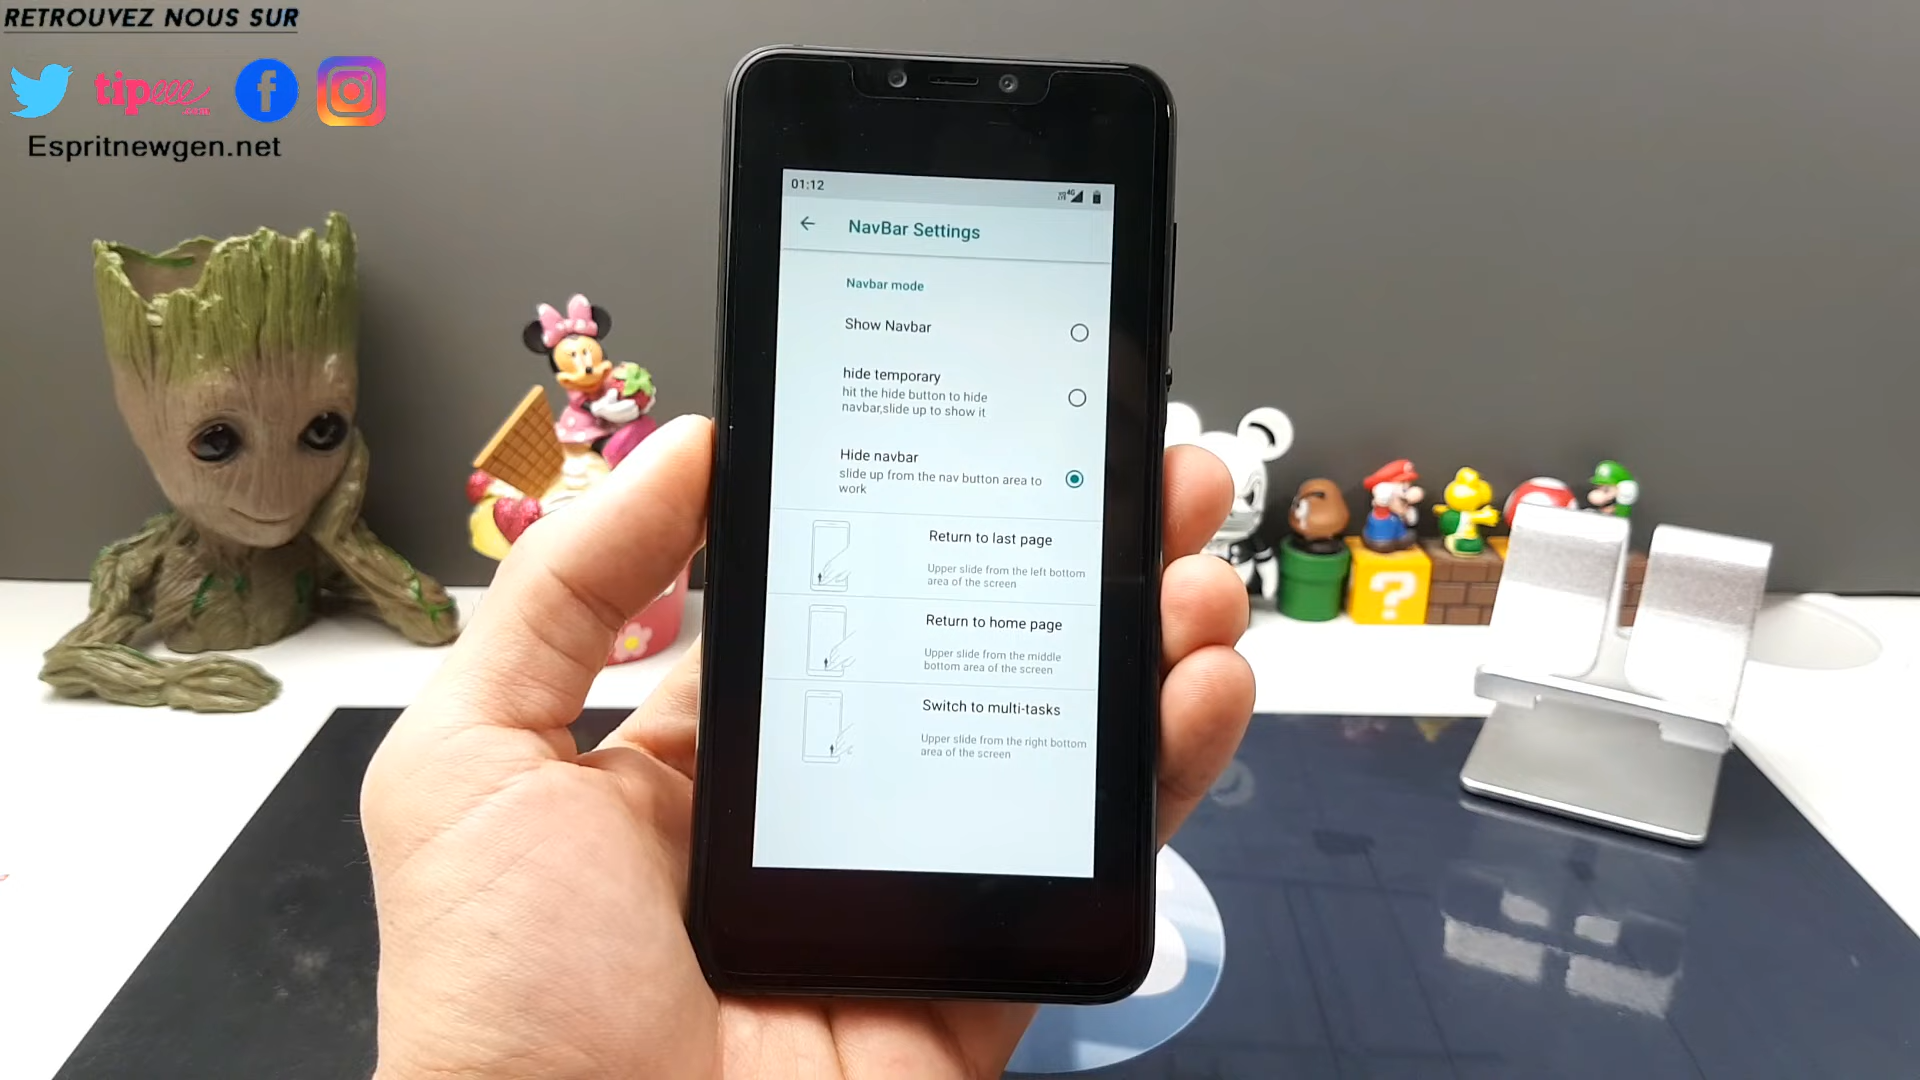 RETROUVEZ NOUS SUR
tipeee
Espritnewgen.net
01:12
4G
NavBar Settings
Navbar mode
Show Navbar
hide temporary
hit the hide button to hide
navbar,slide up to show it
Hide navbar
slide up from the nav button area to
work
Return to last page
Upper slide from the left bottom
area of the screen
Return to home page
Upper slide from the middle
bottom area of the screen
Switch to multi-tasks
Upper slide from the right bottom
area of the screen
?